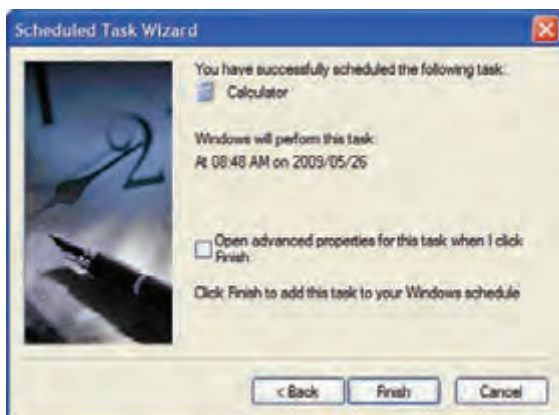 Scheduled Task Wizard
You have successfully scheduled the following task:
Calculator
Windows will perform this task:
At 08:48 AM on 2009/05/26
Open advanced properties for this task when I click
Finish.
Click Finish to add this task to your Windows schedule
< Back
Finish
Cancel
2